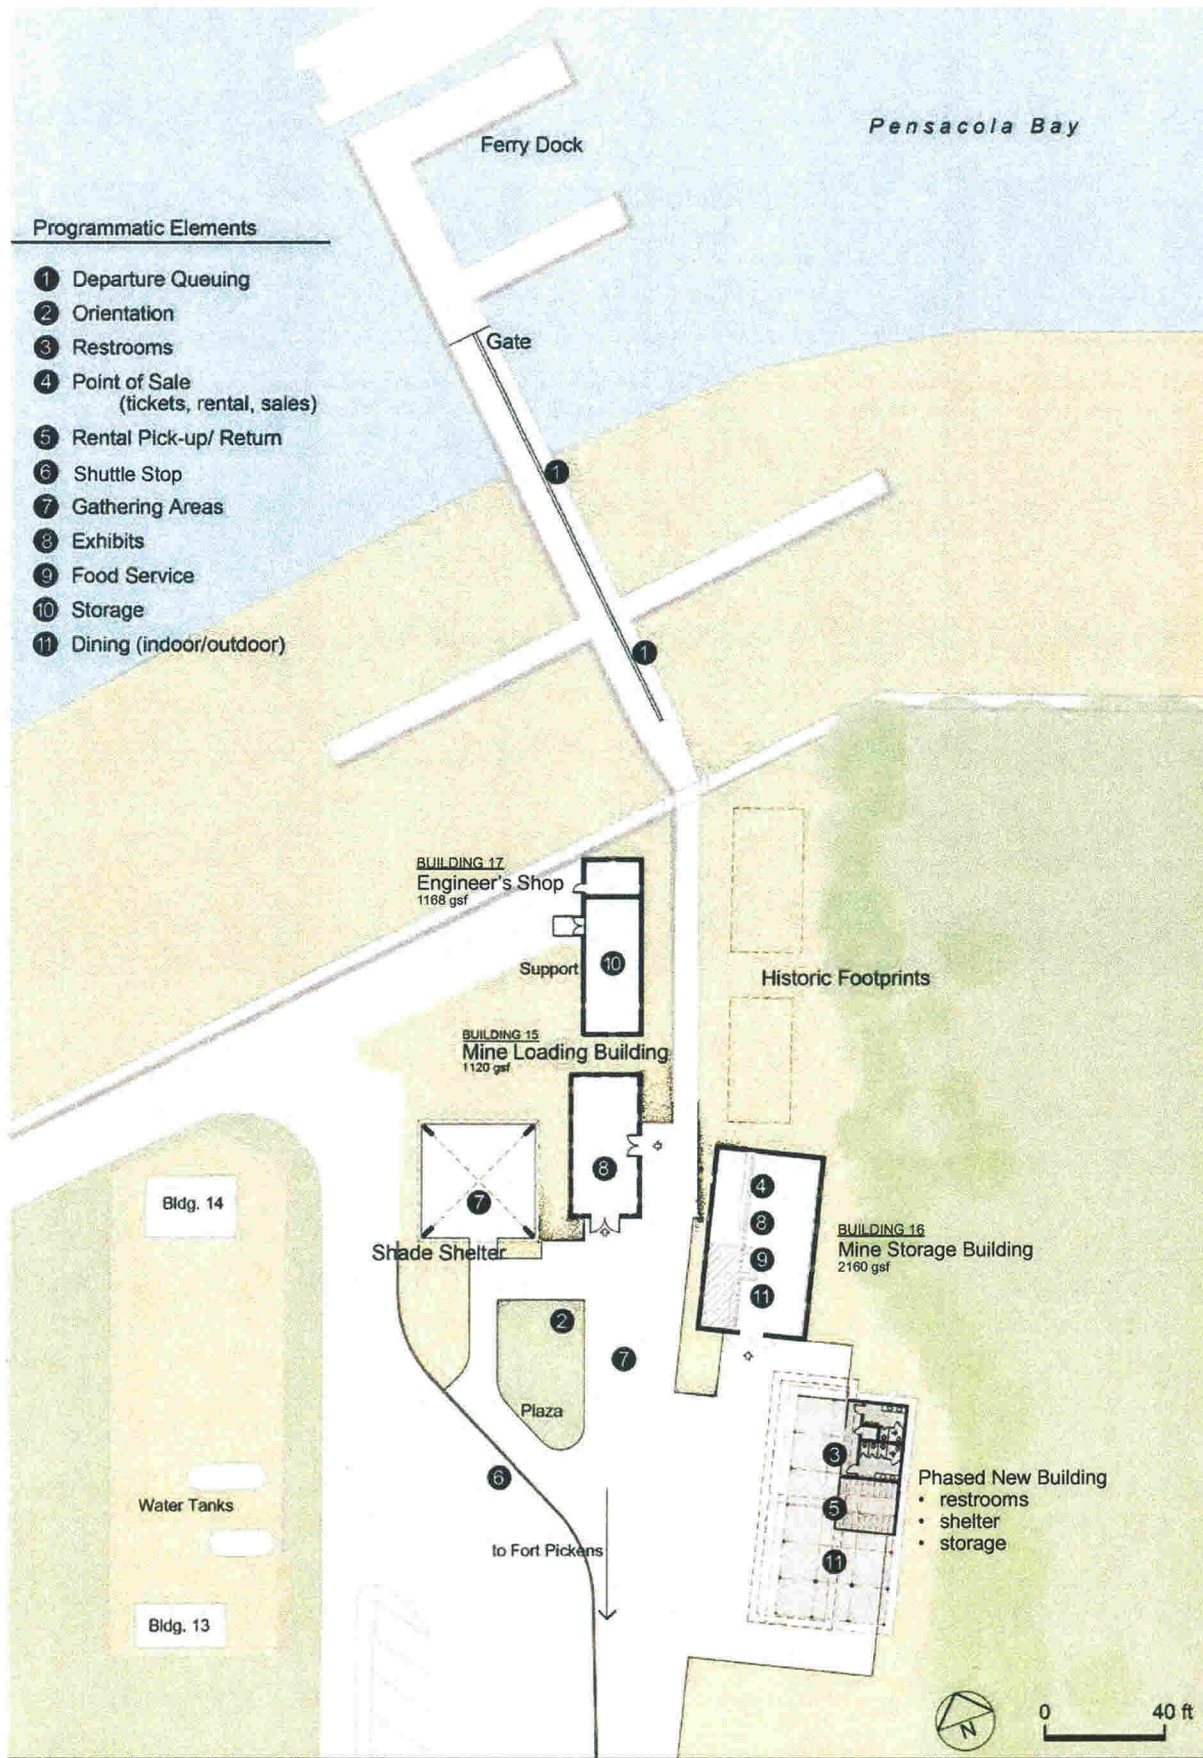 Pensacola Bay
Ferry Dock
Programmatic Elements
1 Departure Queuing
2 Orientation
3 Restrooms
4 Point of Sale
(tickets, rental, sales)
5 Rental Pick-up/ Return
6 Shuttle Stop
7 Gathering Areas
8 Exhibits
9 Food Service
10 Storage
11 Dining (indoor/outdoor)
Gate
1
1
BUILDING 17
Engineer's Shop
1168 gsf
Support
10
Historic Footprints
BUILDING 15
Mine Loading Building
1120 gsf
8
7
Shade Shelter
Bldg. 14
4
8
9
11
BUILDING 16
Mine Storage Building
2160 gsf
2
7
Plaza
6
Water Tanks
to Fort Pickens
Bldg. 13
3
5
11
Phased New Building
• restrooms
• shelter
• storage
N
0 40 ft